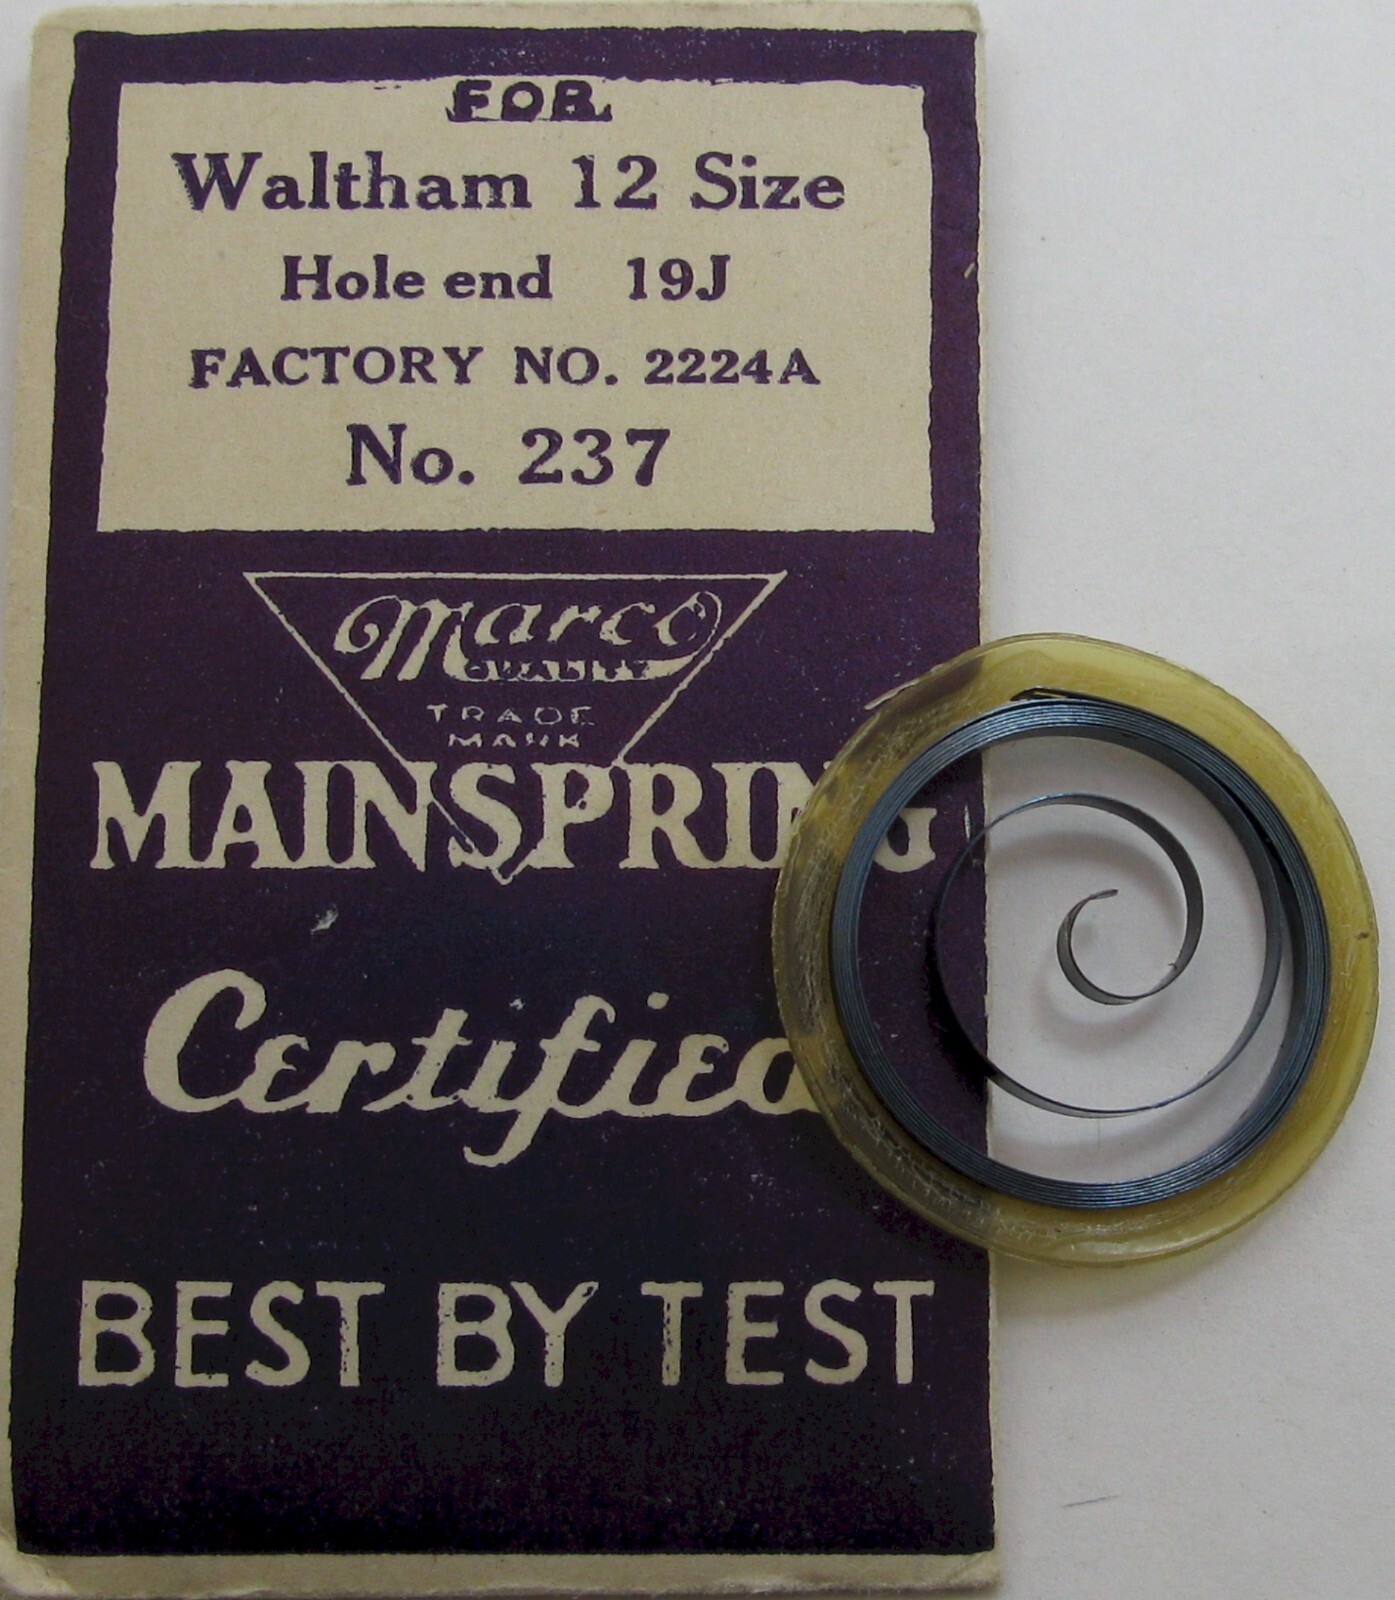 FOR
Waltham 12 Size
Hole end 19J
FACTORY NO. 2224A
No. 237
Marco
QUALITY
TRADE
MARK
MAINSPRING
Certified
BEST BY TEST